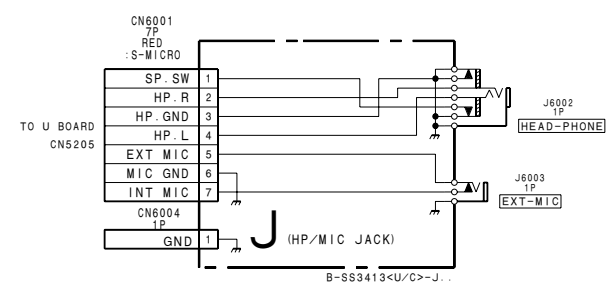 CN6001
7P
RED
:S-MICRO
SP.SW 1
HP.R 2
HP.GND 3
HP.L 4
EXT MIC 5
MIC GND 6
INT MIC 7
TO U BOARD
CN5205
CN6004
1P
GND 1
J (HP/MIC JACK)
J6002
1P
HEAD-PHONE
J6003
1P
EXT-MIC
B-SS3413<U/C>-J..